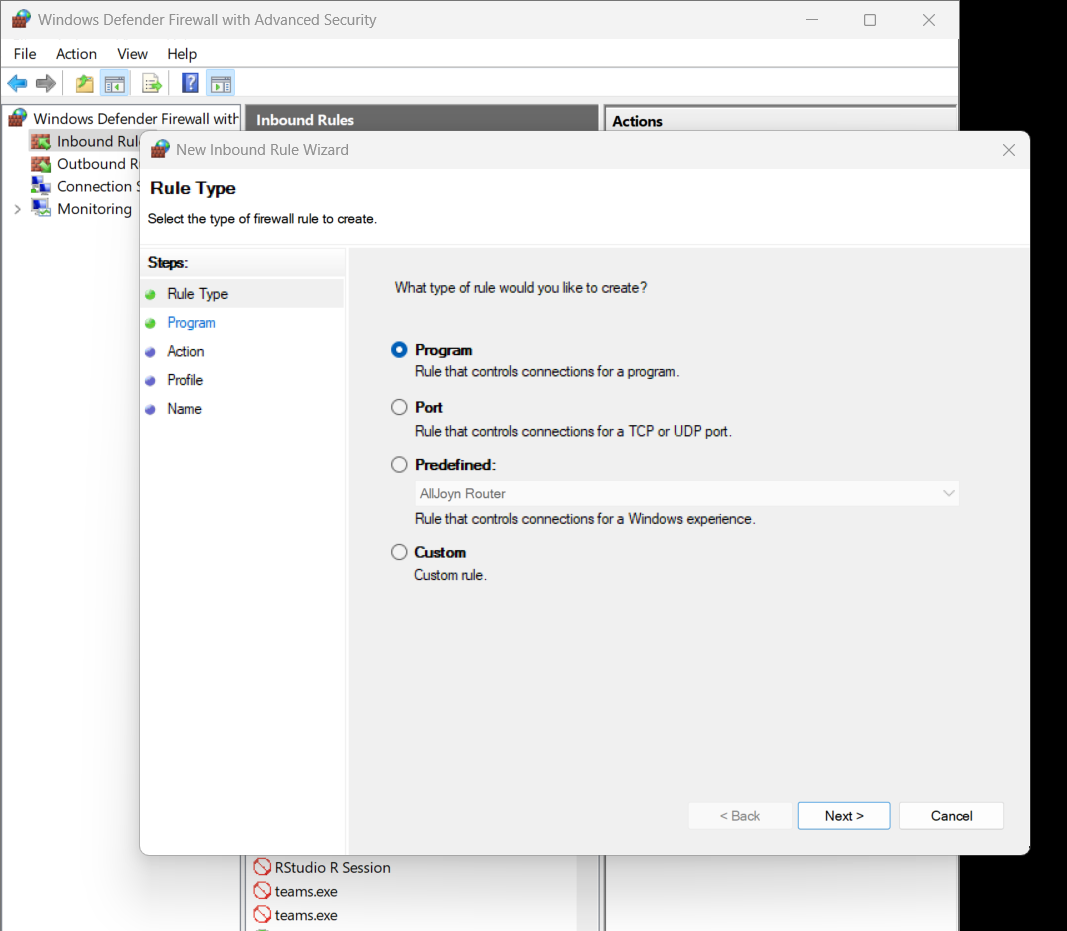 Windows Defender Firewall with Advanced Security
File Action View Help
Windows Defender Firewall with
Inbound Rul
Outbound R
Connection S
Monitoring
Inbound Rules
Actions
New Inbound Rule Wizard
Rule Type
Select the type of firewall rule to create.
Steps:
Rule Type
Program
Action
Profile
Name
What type of rule would you like to create?
Program
Rule that controls connections for a program.
Port
Rule that controls connections for a TCP or UDP port.
Predefined:
AllJoyn Router
Rule that controls connections for a Windows experience.
Custom
Custom rule.
< Back
Next >
Cancel
RStudio R Session
teams.exe
teams.exe